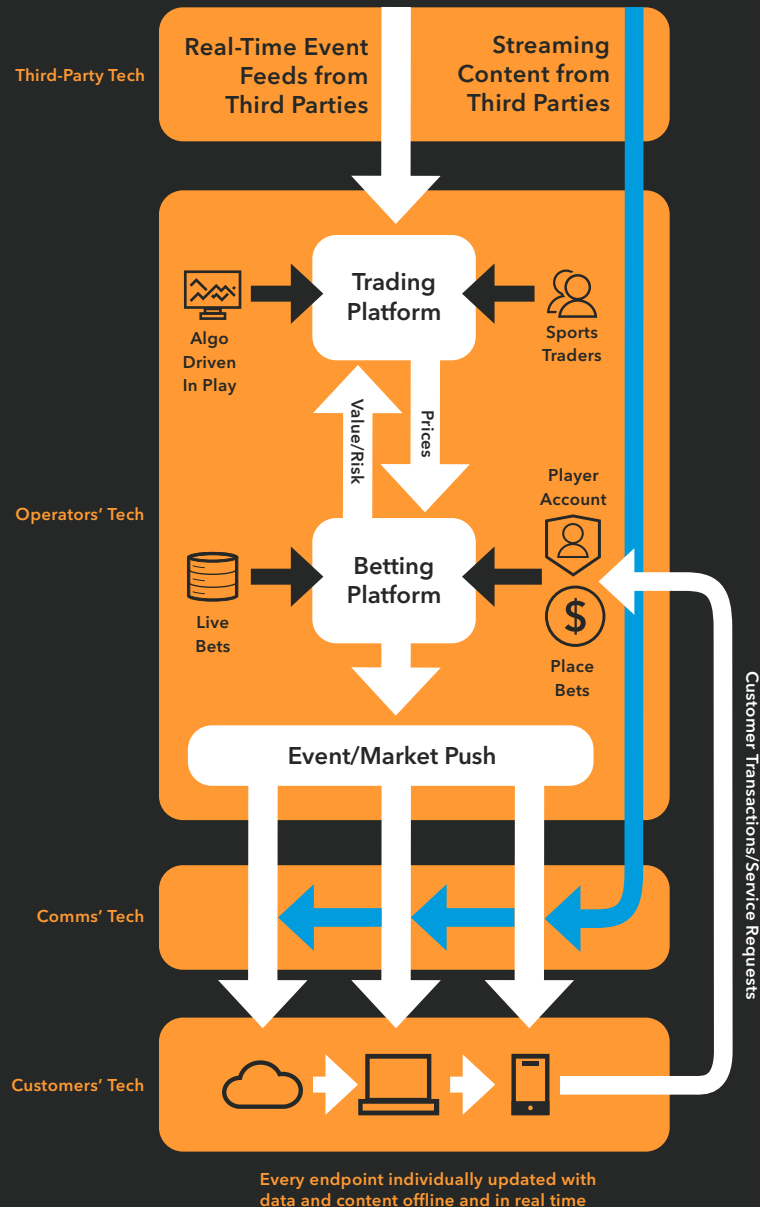 Third-Party Tech
Real-Time Event
Feeds from
Third Parties
Streaming
Content from
Third Parties
Operators’ Tech
Trading
Platform
Algo
Driven
In Play
Sports
Traders
Value/Risk
Prices
Player
Account
Betting
Platform
Live
Bets
$
Place
Bets
Event/Market Push
Customer Transactions/Service Requests
Comms’ Tech
Customers’ Tech
Every endpoint individually updated with
data and content offline and in real time